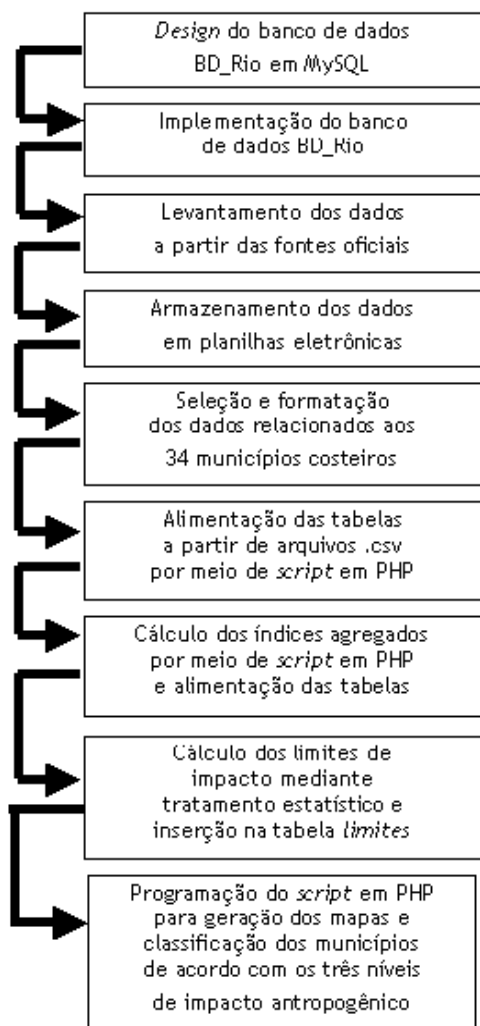 Design do banco de dados
BD_Rio em MySQL
Implementação do banco
de dados BD_Rio
Levantamento dos dados
a partir das fontes oficiais
Armazenamento dos dados
em planilhas eletrônicas
Seleção e formatação
dos dados relacionados aos
34 municípios costeiros
Alimentação das tabelas
a partir de arquivos .csv
por meio de script em PHP
Cálculo dos índices agregados
por meio de script em PHP
e alimentação das tabelas
Cálculo dos limites de
impacto mediante
tratamento estatístico e
inserção na tabela limites
Programação do script em PHP
para geração dos mapas e
classificação dos municípios
de acordo com os três níveis
de impacto antropogênico